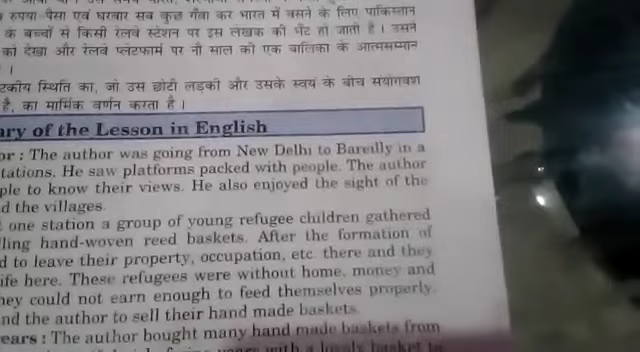 रुपया-पैसा एवं घरबार सब कुछ गँवा कर भारत में बसने के लिए पाकिस्तान
के बच्चों से किसी रेलवे स्टेशन पर इस लेखक की भेंट हो जाती है। उसने
को देखा और रेलवे प्लेटफार्म पर नौ साल की एक बालिका के आत्मसम्मान
।
स्थिति का, जो उस छोटी लड़की और उसके स्वयं के बीच संयोगवश
है, का मार्मिक वर्णन करता है।
ary of the Lesson in English
or : The author was going from New Delhi to Bareilly in a
tations. He saw platforms packed with people. The author
ple to know their views. He also enjoyed the sight of the
d the villages.
one station a group of young refugee children gathered
lling hand-woven reed baskets. After the formation of
d to leave their property, occupation, etc. there and they
ife here. These refugees were without home, money and
hey could not earn enough to feed themselves properly.
nd the author to sell their hand made baskets.
ears : The author bought many hand made baskets from
with a lovely basket